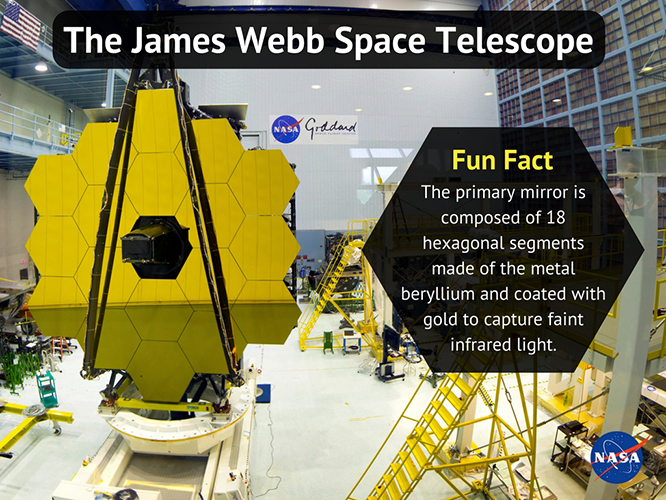 The James Webb Space Telescope
NASA Goddard
Fun Fact
The primary mirror is
composed of 18
hexagonal segments
made of the metal
beryllium and coated with
gold to capture faint
infrared light.
NASA